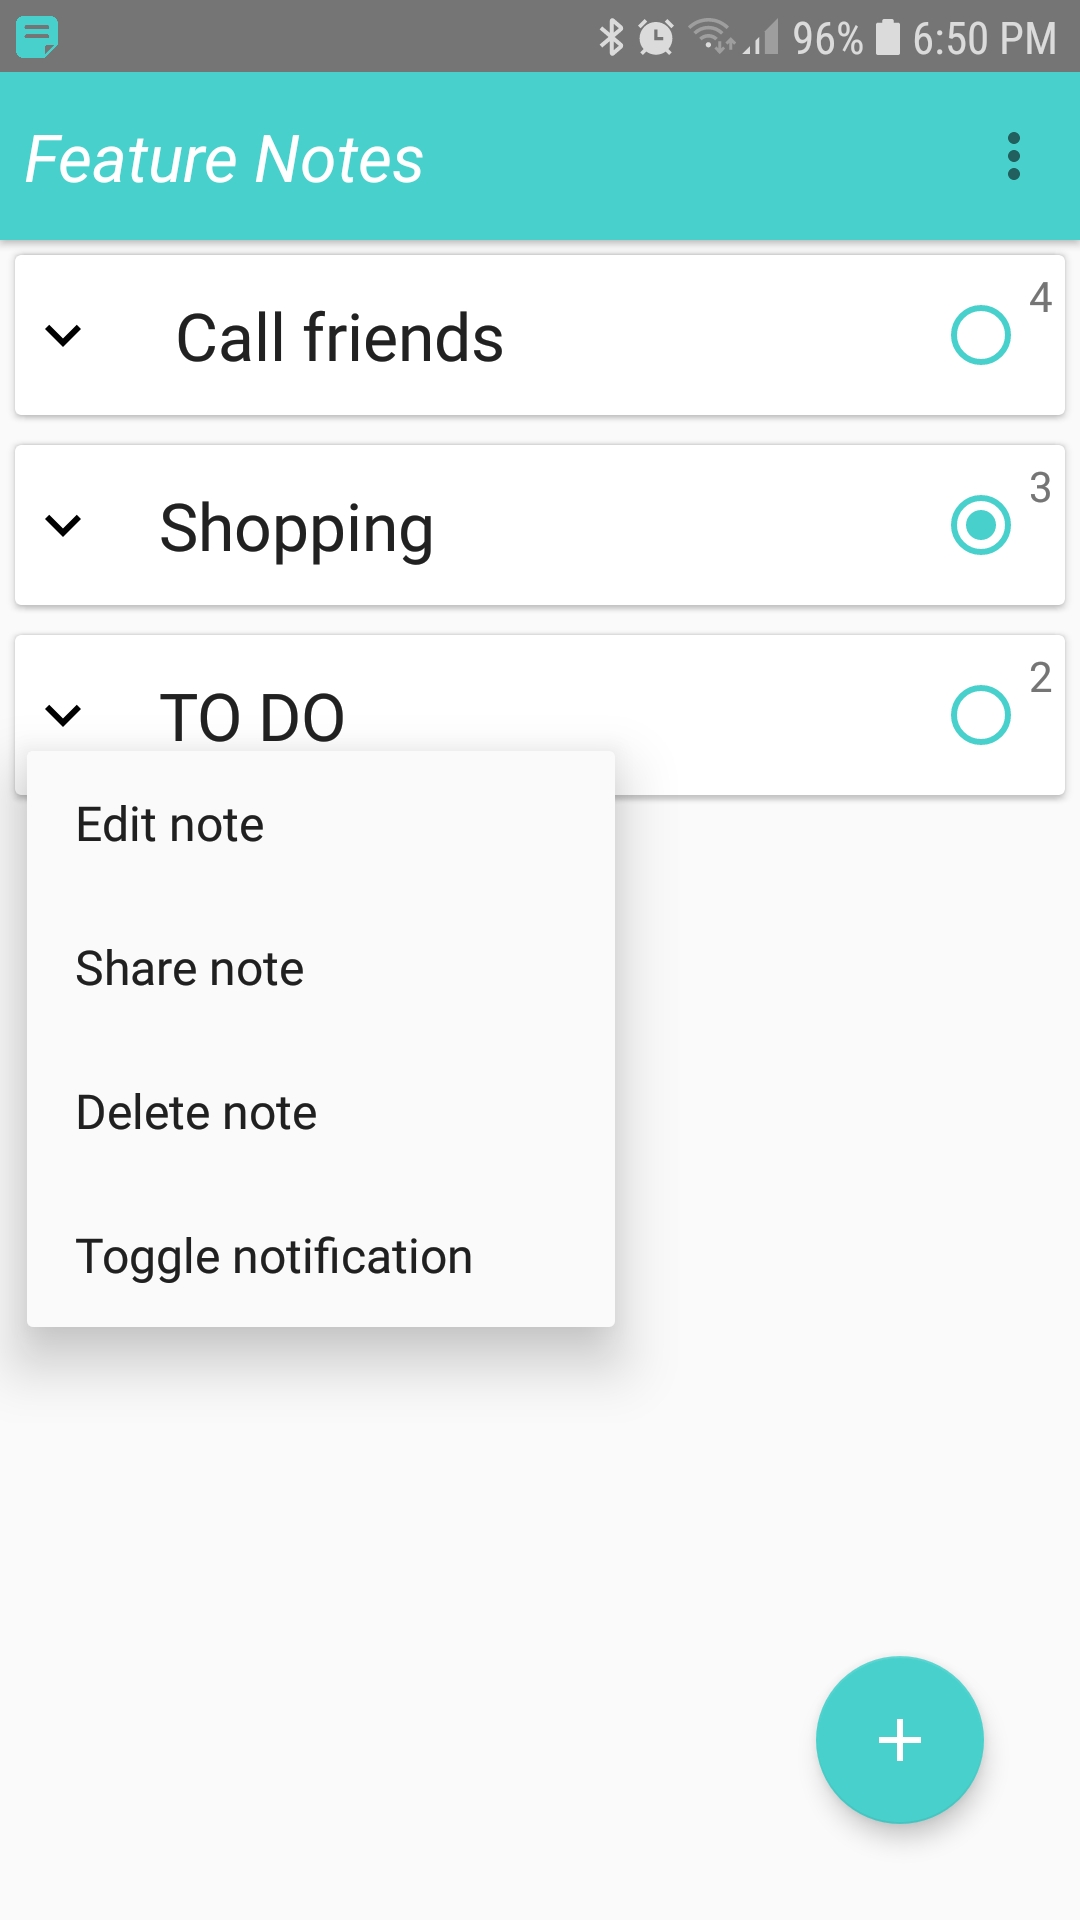 96% 6:50 PM
Feature Notes
Call friends 4
Shopping 3
TO DO 2
Edit note
Share note
Delete note
Toggle notification